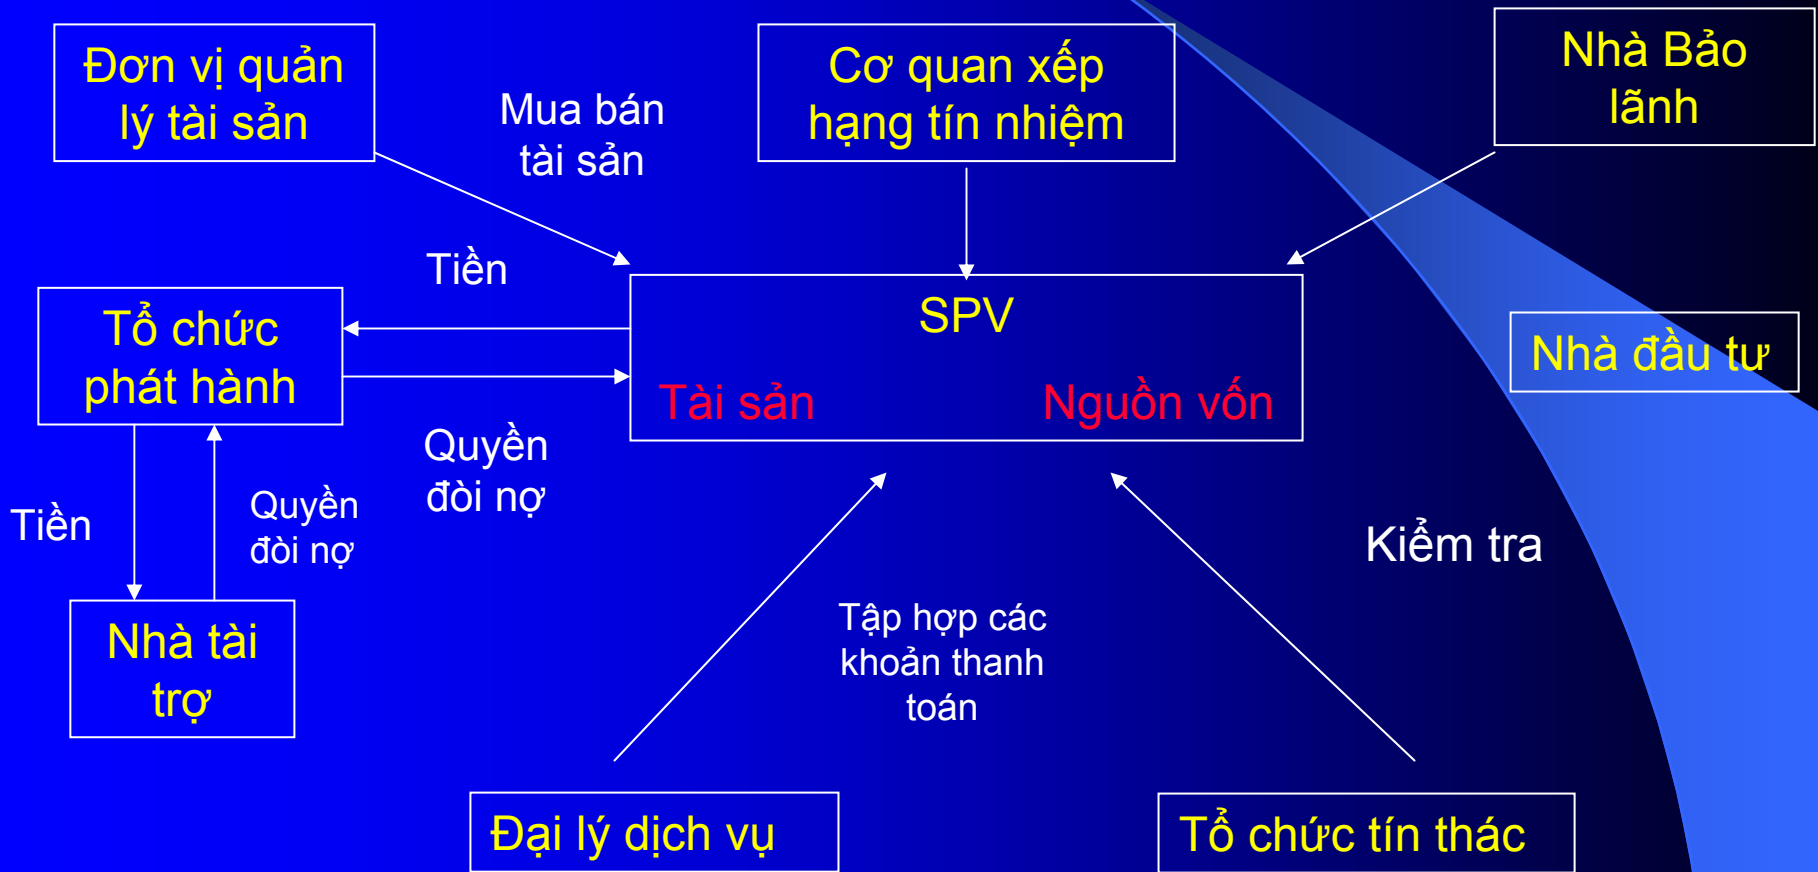 Đơn vị quản
lý tài sản
Mua bán
tài sản
Cơ quan xếp
hạng tín nhiệm
Nhà Bảo
lãnh
Tiền
Tổ chức
phát hành
SPV
Tài sản
Nguồn vốn
Nhà đầu tư
Quyền
đòi nợ
Tiền
Quyền
đòi nợ
Kiểm tra
Nhà tài
trợ
Tập hợp các
khoản thanh
toán
Đại lý dịch vụ
Tổ chức tín thác